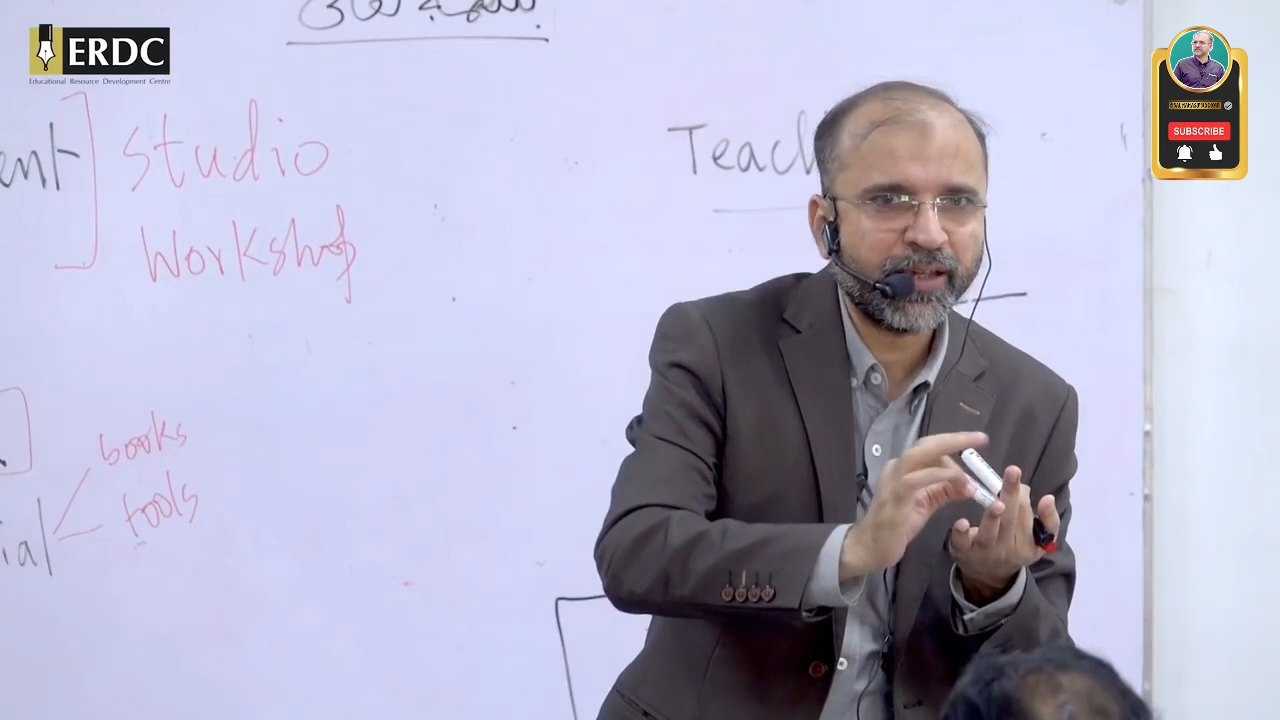 ERDC
Educational Resource Development Centre
SUBSCRIBE
ent
studio
Workshop
Teach
books
tools
ial